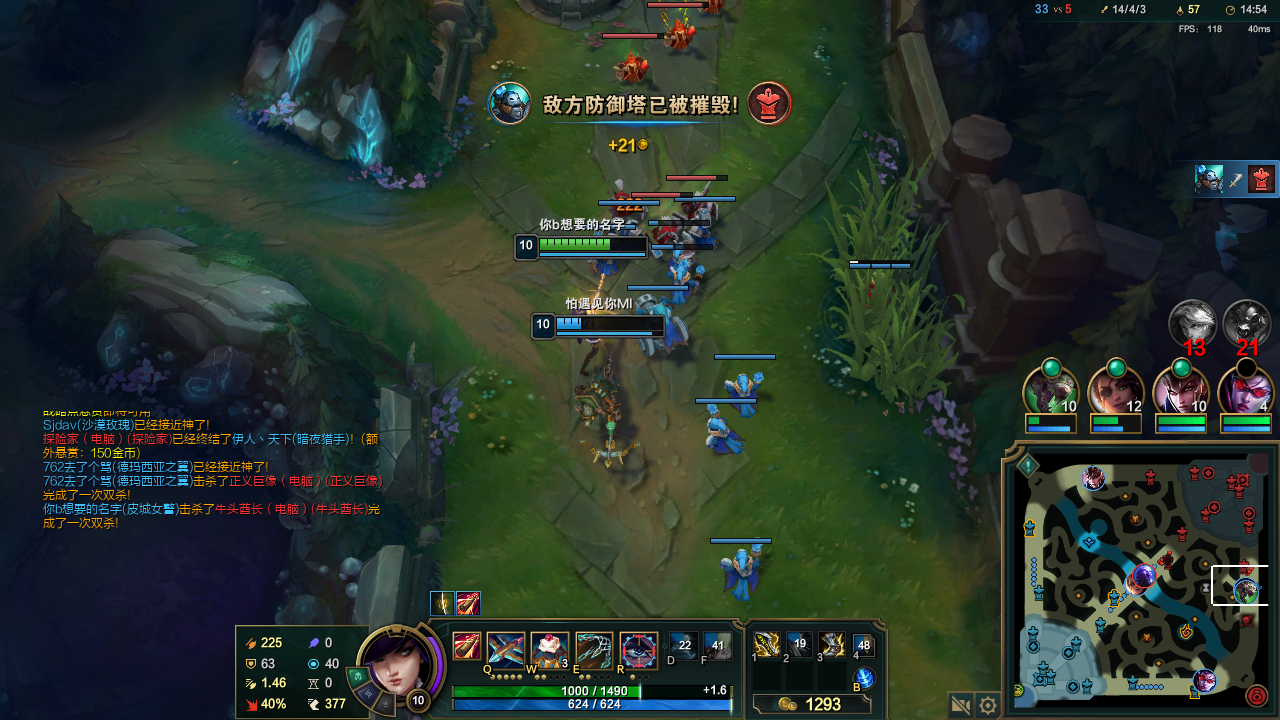 33 vs 5 14/4/3 57 14:54
FPS: 118 40ms
敌方防御塔已被摧毁!
+21
222
你b想要的名字
10
怕遇见你MI
10
13 21
10 12 10 4
战略点悬赏即将可用
Sjdav(沙漠玫瑰)已经接近神了!
探险家（电脑）(探险家)已经终结了伊人丶天下(暗夜猎手)!（额
外悬赏：150金币)
762去了个骂(德玛西亚之翼)已经接近神了!
762去了个骂(德玛西亚之翼)击杀了正义巨像（电脑）(正义巨像)
完成了一次双杀!
你b想要的名字(皮城女警)击杀了牛头酋长（电脑）(牛头酋长)完
成了一次双杀!
225 0
63 40
1.46 0
40% 377
10
Q W 3 E R D 22 F 41
1000 / 1490 +1.6
624 / 624
1 2 19 3 4 48
B
1293